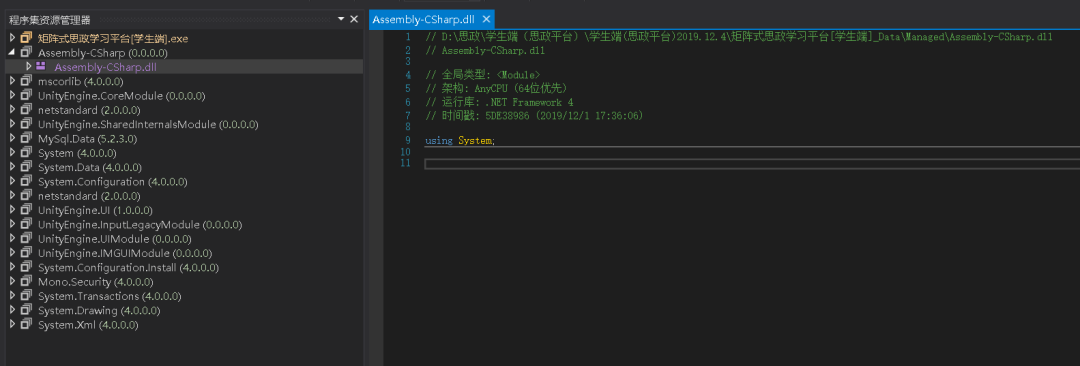 程序集资源管理器
矩阵式思政学习平台[学生端].exe
Assembly-CSharp (0.0.0.0)
Assembly-CSharp.dll
mscorlib (4.0.0.0)
UnityEngine.CoreModule (0.0.0.0)
netstandard (2.0.0.0)
UnityEngine.SharedInternalsModule (0.0.0.0)
MySql.Data (5.2.3.0)
System (4.0.0.0)
System.Data (4.0.0.0)
System.Configuration (4.0.0.0)
netstandard (2.0.0.0)
UnityEngine.UI (1.0.0.0)
UnityEngine.InputLegacyModule (0.0.0.0)
UnityEngine.UIModule (0.0.0.0)
UnityEngine.IMGUIModule (0.0.0.0)
System.Configuration.Install (4.0.0.0)
Mono.Security (4.0.0.0)
System.Transactions (4.0.0.0)
System.Drawing (4.0.0.0)
System.Xml (4.0.0.0)
Assembly-CSharp.dll
1 // D:\思政\学生端（思政平台）\学生端(思政平台)2019.12.4\矩阵式思政学习平台[学生端]_Data\Managed\Assembly-CSharp.dll
2 // Assembly-CSharp.dll
3
4 // 全局类型: <Module>
5 // 架构: AnyCPU (64位优先)
6 // 运行库: .NET Framework 4
7 // 时间戳: 5DE38986 (2019/12/1 17:36:06)
8
9 using System;
10
11